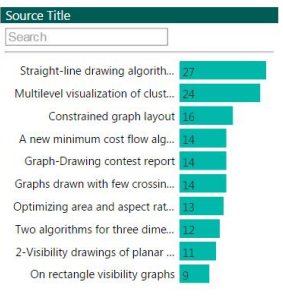 Source Title
Search
Straight-line drawing algorith... 27
Multilevel visualization of clust... 24
Constrained graph layout 16
A new minimum cost flow alg... 14
Graph-Drawing contest report 14
Graphs drawn with few crossin... 14
Optimizing area and aspect rat... 13
Two algorithms for three dime... 12
2-Visibility drawings of planar ... 11
On rectangle visibility graphs 9